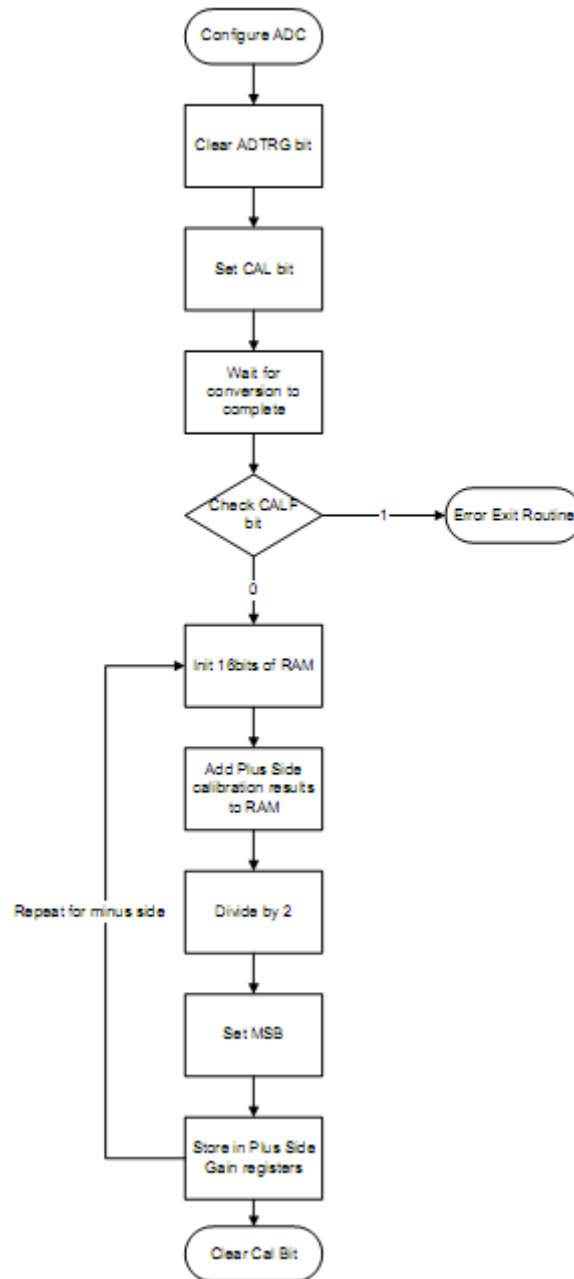 Configure ADC
Clear ADTRG bit
Set CAL bit
Wait for
conversion to
complete
Check CALF
bit
1
Error Exit Routine
0
Init 16bits of RAM
Add Plus Side
calibration results
to RAM
Repeat for minus side
Divide by 2
Set MSB
Store in Plus Side
Gain registers
Clear Cal Bit